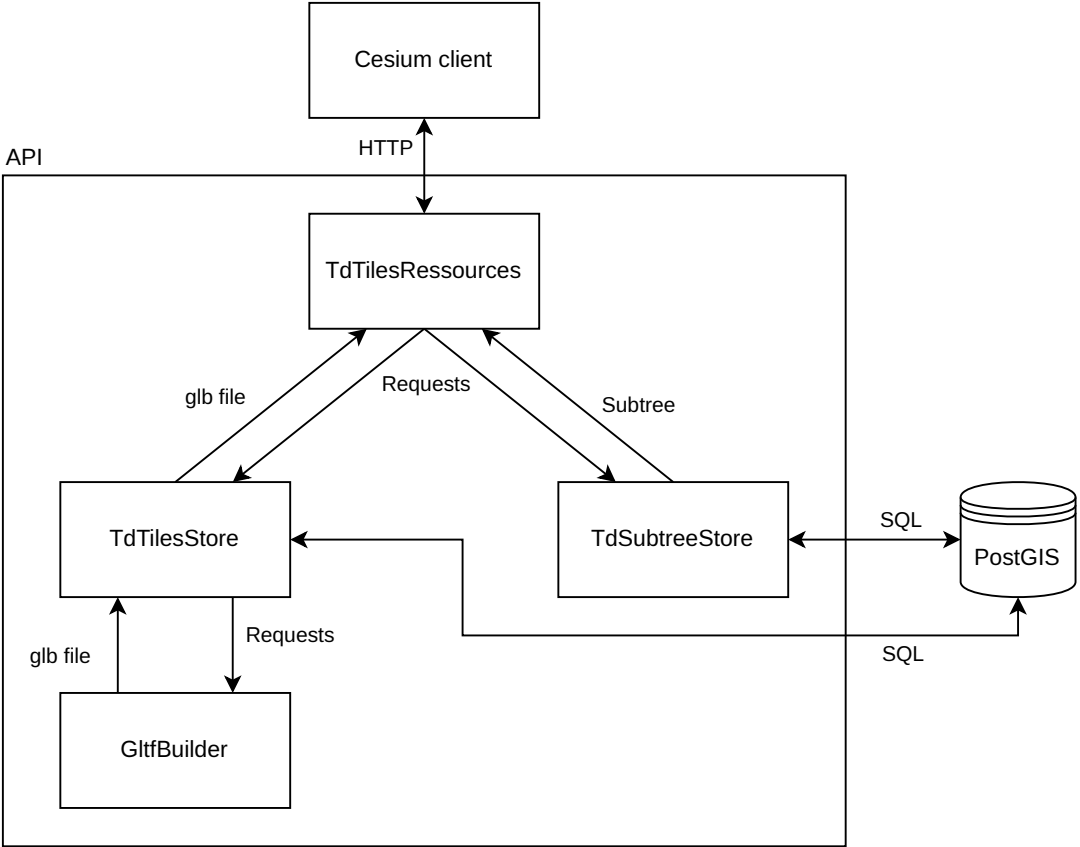 Cesium client
HTTP
API
TdTilesRessources
Requests
glb file
Subtree
SQL
TdTilesStore
TdSubtreeStore
PostGIS
Requests
glb file
SQL
GltfBuilder